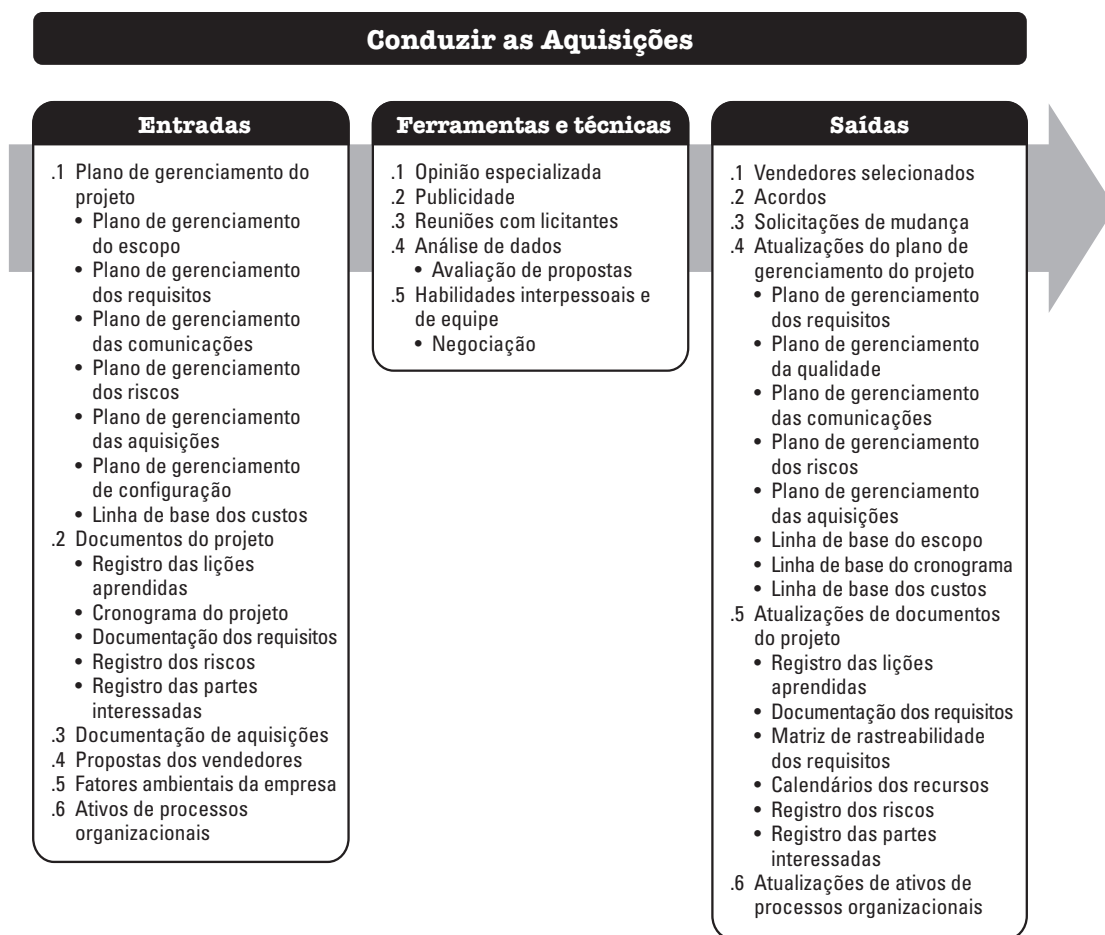 Conduzir as Aquisições
Entradas
.1 Plano de gerenciamento do
projeto
• Plano de gerenciamento
do escopo
• Plano de gerenciamento
dos requisitos
• Plano de gerenciamento
das comunicações
• Plano de gerenciamento
dos riscos
• Plano de gerenciamento
das aquisições
• Plano de gerenciamento
de configuração
• Linha de base dos custos
.2 Documentos do projeto
• Registro das lições
aprendidas
• Cronograma do projeto
• Documentação dos requisitos
• Registro dos riscos
• Registro das partes
interessadas
.3 Documentação de aquisições
.4 Propostas dos vendedores
.5 Fatores ambientais da empresa
.6 Ativos de processos
organizacionais
Ferramentas e técnicas
.1 Opinião especializada
.2 Publicidade
.3 Reuniões com licitantes
.4 Análise de dados
• Avaliação de propostas
.5 Habilidades interpessoais e
de equipe
• Negociação
Saídas
.1 Vendedores selecionados
.2 Acordos
.3 Solicitações de mudança
.4 Atualizações do plano de
gerenciamento do projeto
• Plano de gerenciamento
dos requisitos
• Plano de gerenciamento
da qualidade
• Plano de gerenciamento
das comunicações
• Plano de gerenciamento
dos riscos
• Plano de gerenciamento
das aquisições
• Linha de base do escopo
• Linha de base do cronograma
• Linha de base dos custos
.5 Atualizações de documentos
do projeto
• Registro das lições
aprendidas
• Documentação dos requisitos
• Matriz de rastreabilidade
dos requisitos
• Calendários dos recursos
• Registro dos riscos
• Registro das partes
interessadas
.6 Atualizações de ativos de
processos organizacionais